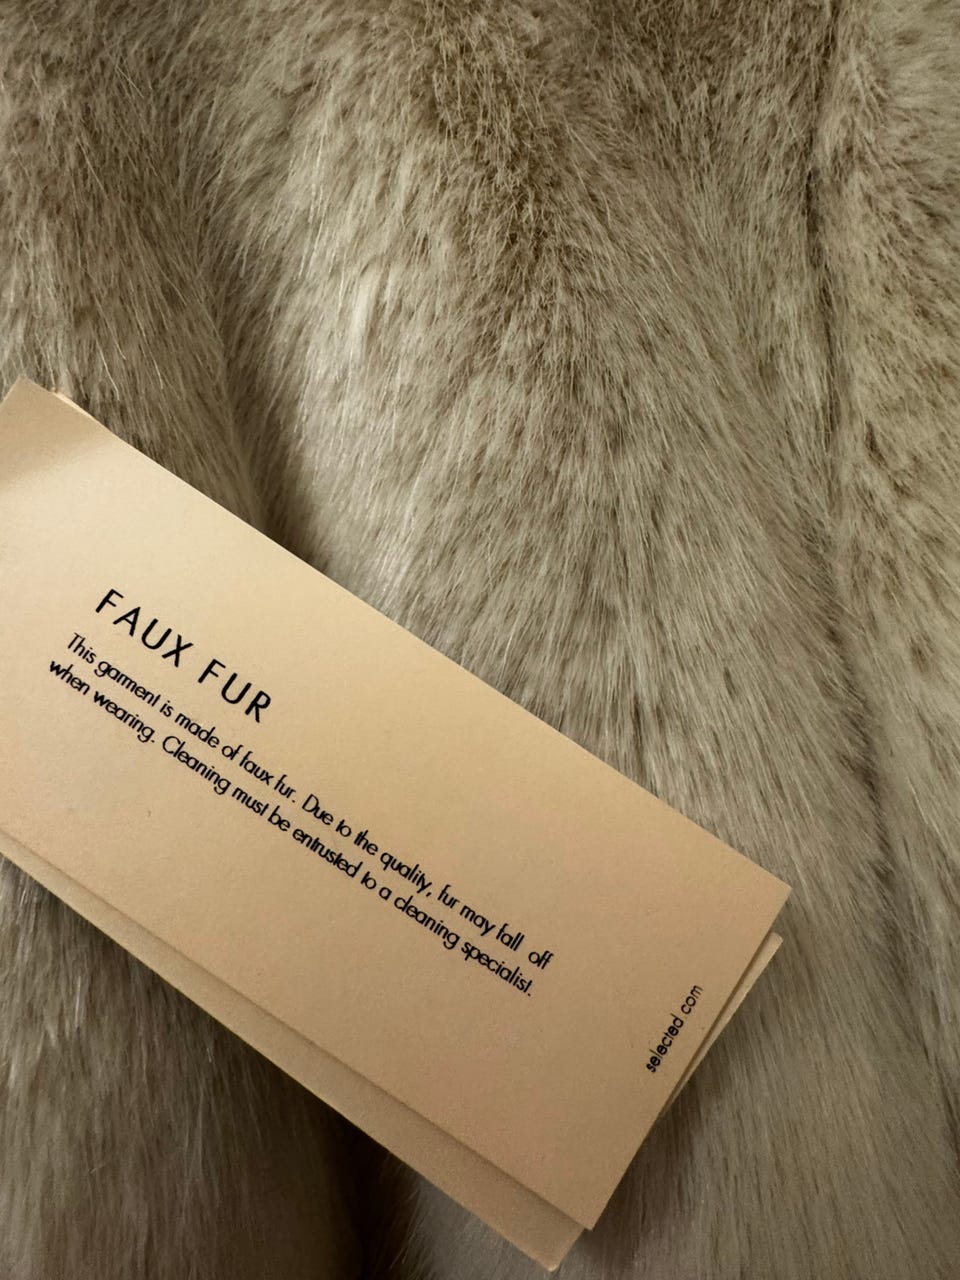 FAUX FUR
This garment is made of faux fur. Due to the quality, fur may fall off
when wearing. Cleaning must be entrusted to a cleaning specialist.
selected.com